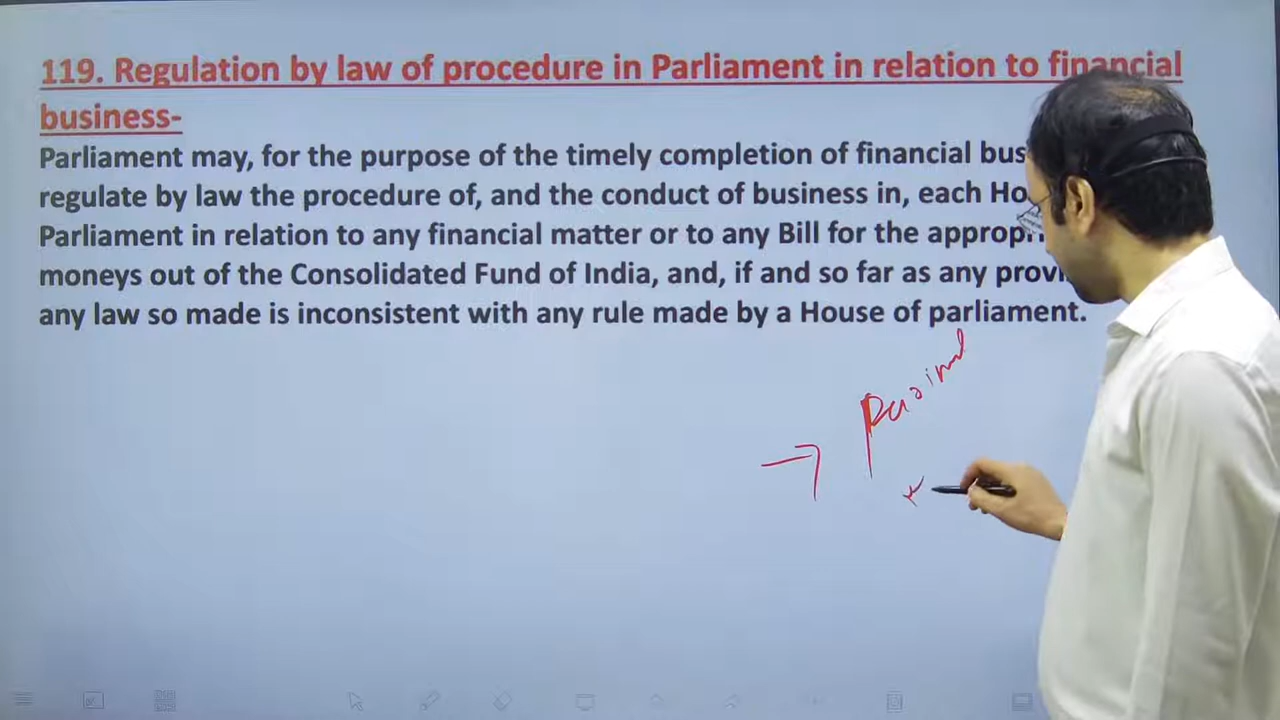 119. Regulation by law of procedure in Parliament in relation to financial
business-
Parliament may, for the purpose of the timely completion of financial bus
regulate by law the procedure of, and the conduct of business in, each Ho
Parliament in relation to any financial matter or to any Bill for the approp
moneys out of the Consolidated Fund of India, and, if and so far as any prov
any law so made is inconsistent with any rule made by a House of parliament.